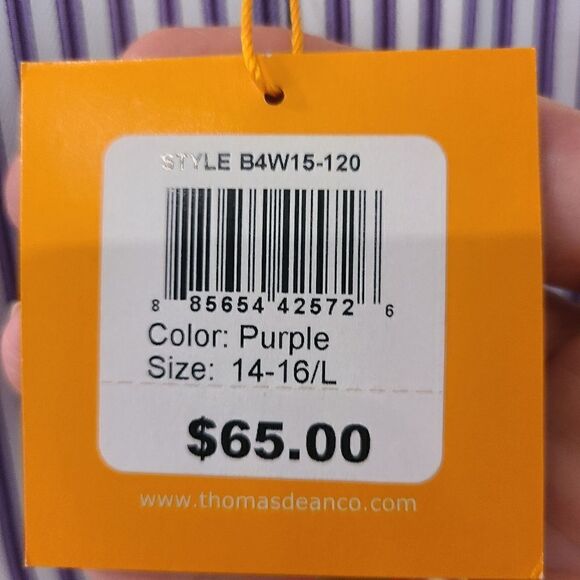 STYLE B4W15-120
8 85654 42572 6
Color: Purple
Size: 14-16/L
$65.00
www.thomasdeanco.com